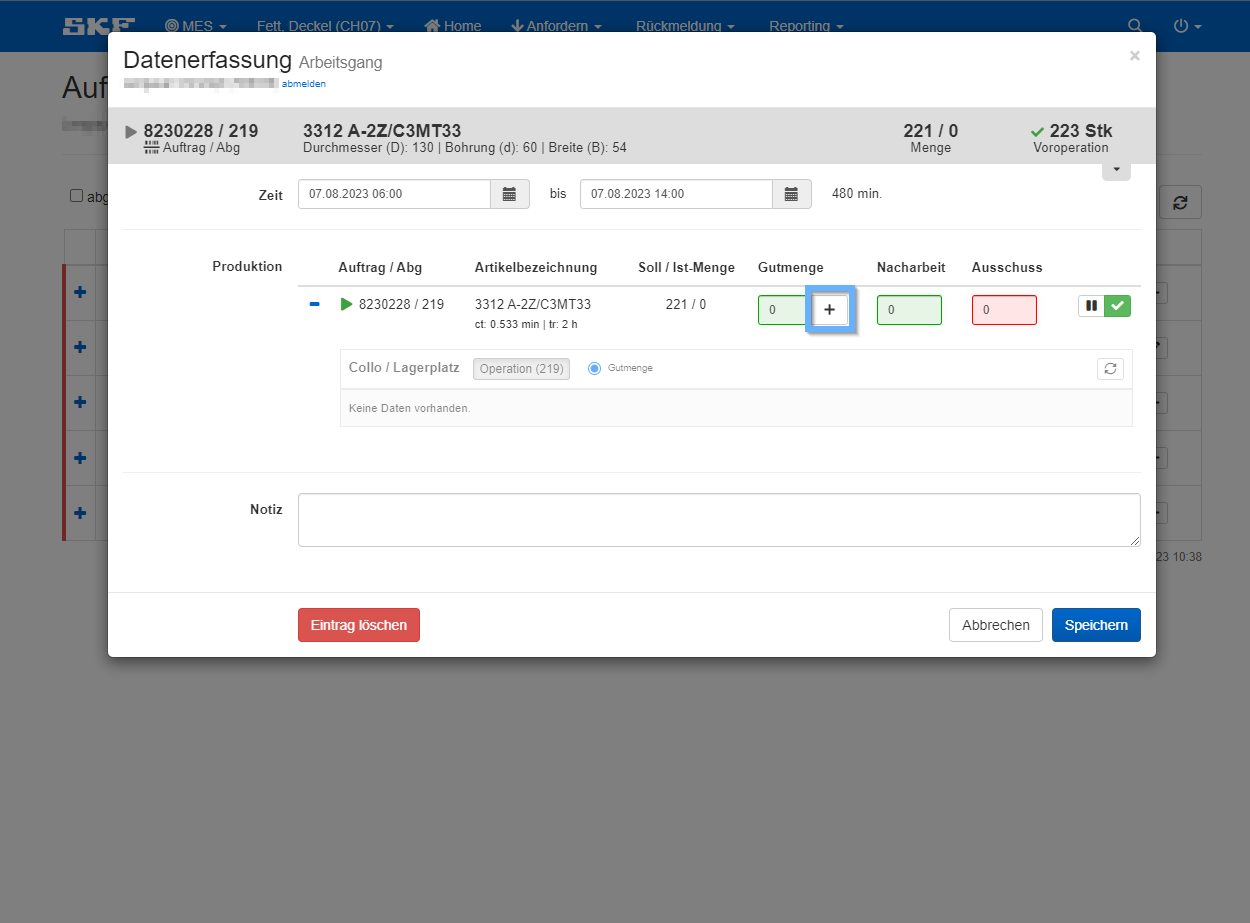 SKF MES Fett, Deckel (CH07) Home Anfordern Rückmeldung Reporting
Auf
Datenerfassung Arbeitsgang ×
abmelden
8230228 / 219 3312 A-2Z/C3MT33 221 / 0 223 Stk
Auftrag / Abg Durchmesser (D): 130 | Bohrung (d): 60 | Breite (B): 54 Menge Voroperation
abg
Zeit 07.08.2023 06:00 bis 07.08.2023 14:00 480 min.
Produktion Auftrag / Abg Artikelbezeichnung Soll / Ist-Menge Gutmenge Nacharbeit Ausschuss
8230228 / 219 3312 A-2Z/C3MT33 221 / 0 0 + 0 0
ct: 0.533 min | tr: 2 h
Collo / Lagerplatz Operation (219) Gutmenge
Keine Daten vorhanden.
Notiz
23 10:38
Eintrag löschen Abbrechen Speichern